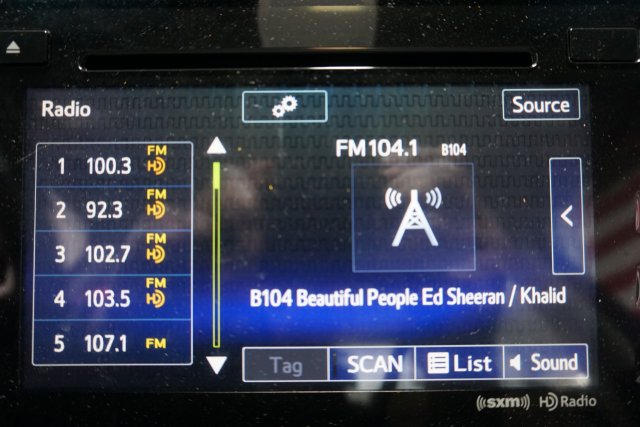 Radio
Source
FM104.1 B104
1 100.3 FM HD
2 92.3 FM HD
3 102.7 FM HD
4 103.5 FM HD
5 107.1 FM
B104 Beautiful People Ed Sheeran / Khalid
Tag SCAN List Sound
((sxm)) HD Radio